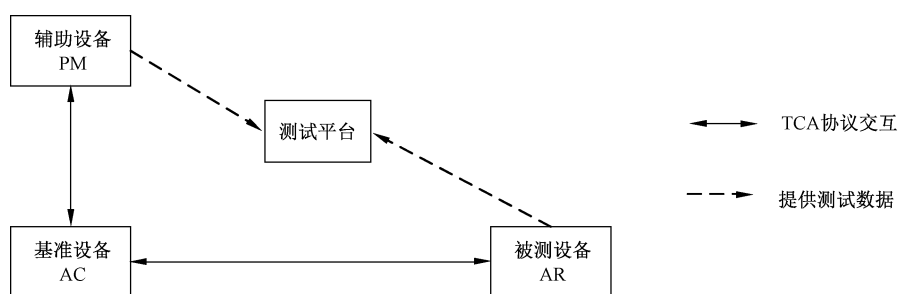 辅助设备
PM
测试平台
TCA协议交互
提供测试数据
基准设备
AC
被测设备
AR